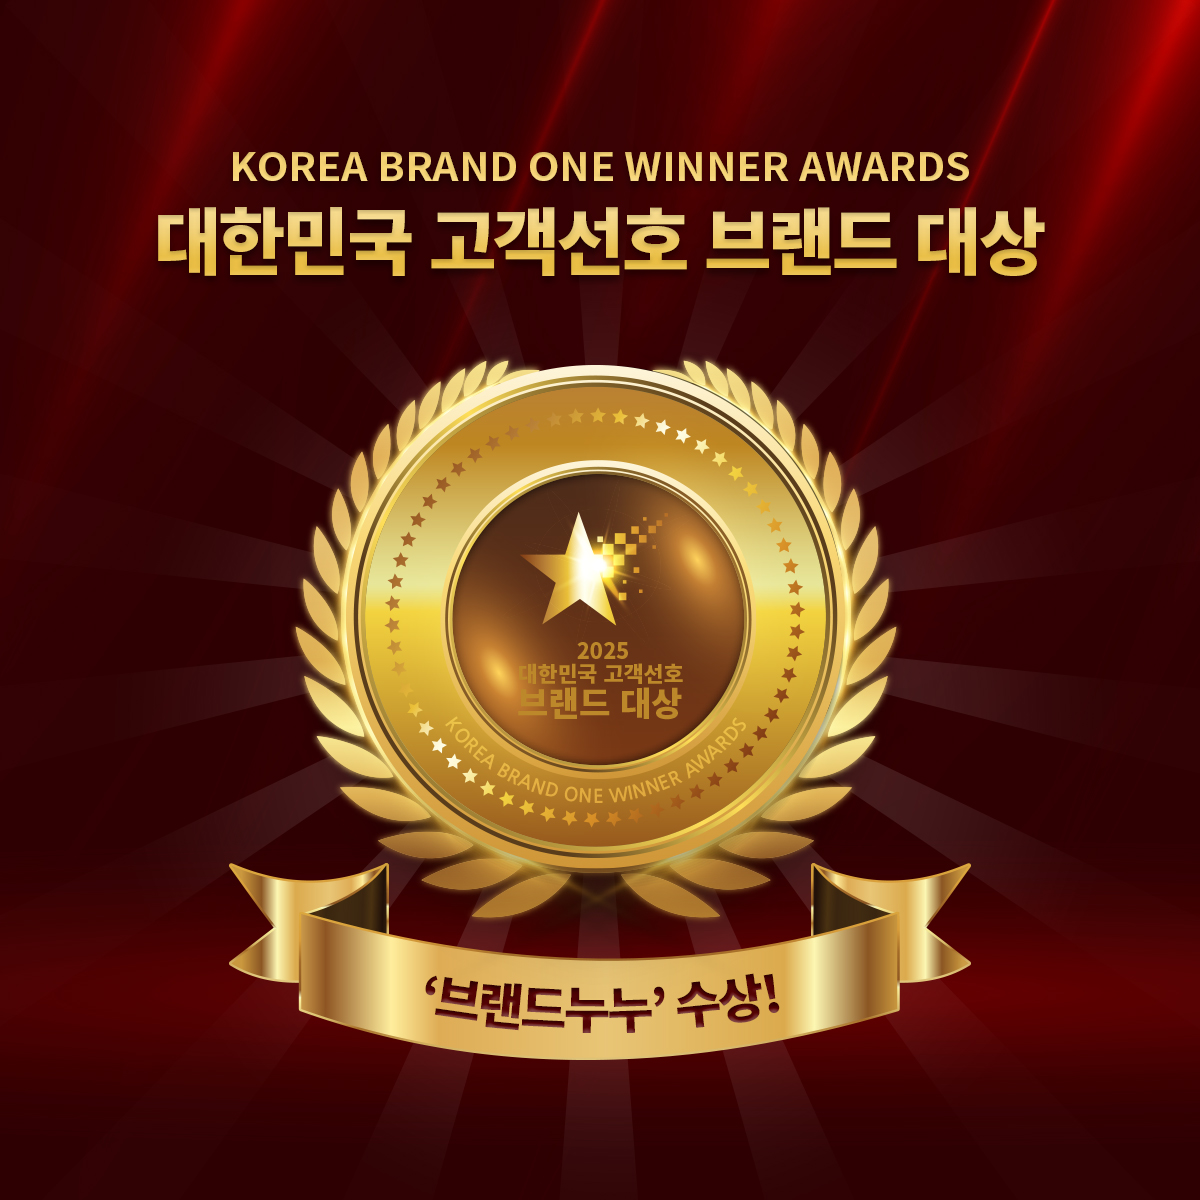 KOREA BRAND ONE WINNER AWARDS
대한민국 고객선호 브랜드 대상
2025
대한민국 고객선호
브랜드 대상
KOREA BRAND ONE WINNER AWARDS
‘브랜드누누’ 수상!